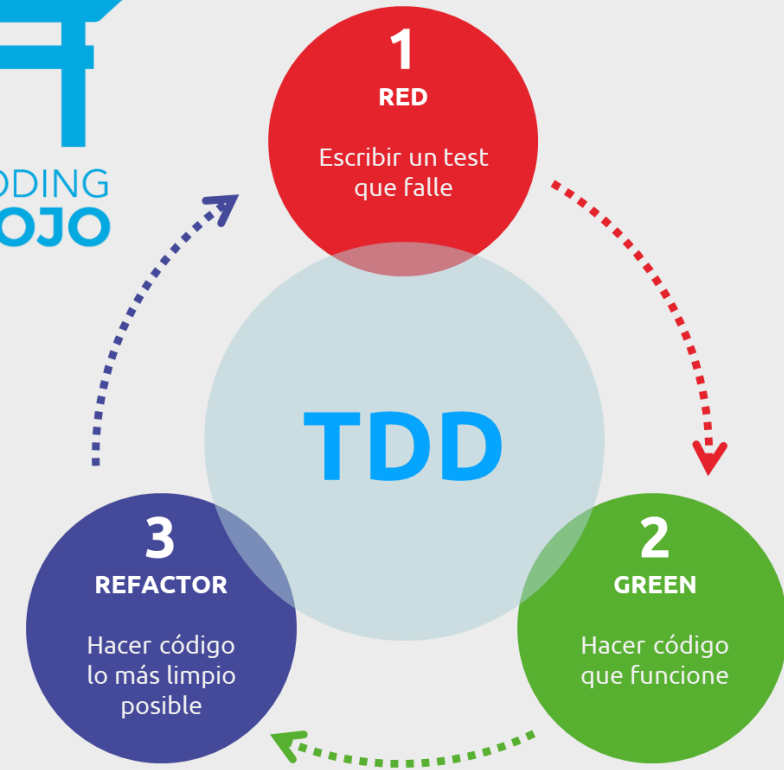 ODING
OJO
1
RED
Escribir un test
que falle
TDD
2
GREEN
Hacer código
que funcione
3
REFACTOR
Hacer código
lo más limpio
posible